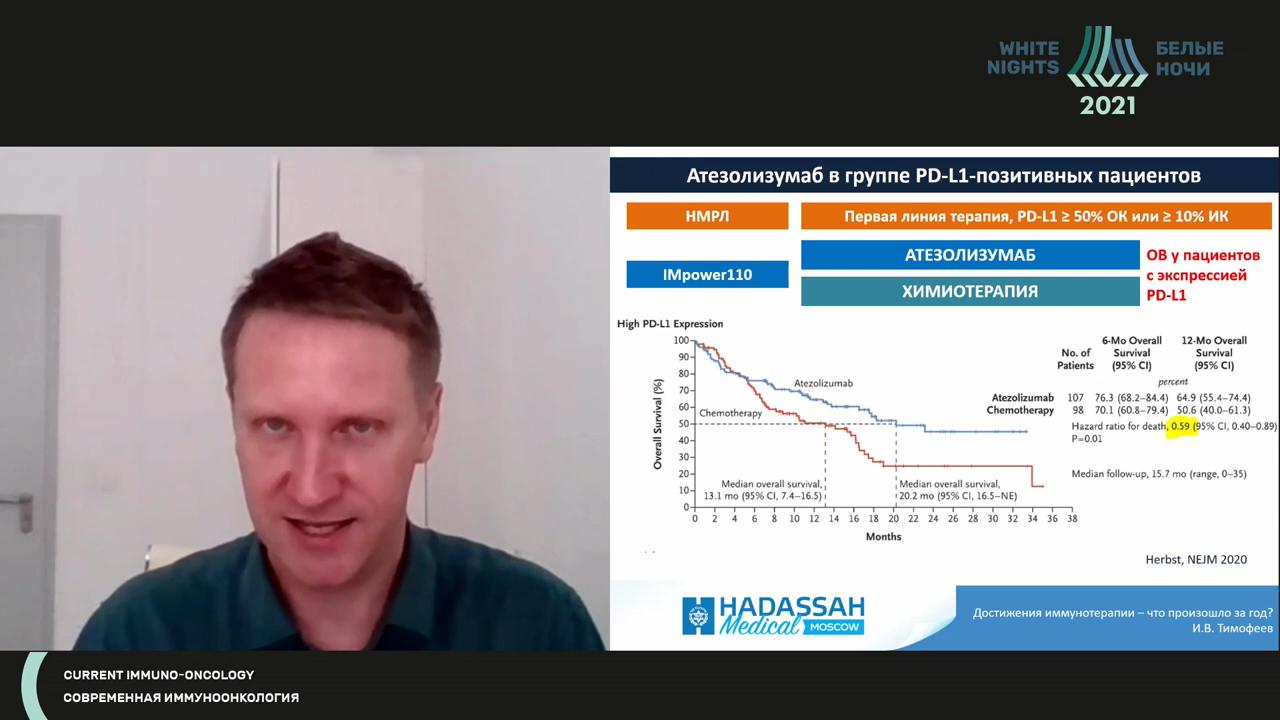 WHITE NIGHTS
БЕЛЫЕ НОЧИ
2021
Атезолизумаб в группе PD-L1-позитивных пациентов
НМРЛ
Первая линия терапия, PD-L1 ≥ 50% ОК или ≥ 10% ИК
IMpower110
АТЕЗОЛИЗУМАБ
ХИМИОТЕРАПИЯ
ОВ у пациентов
с экспрессией
PD-L1
High PD-L1 Expression
Overall Survival (%)
100
90
80
70
60
50
40
30
20
10
0
Atezolizumab
Chemotherapy
Median overall survival,
13.1 mo (95% CI, 7.4–16.5)
Median overall survival,
20.2 mo (95% CI, 16.5–NE)
0 2 4 6 8 10 12 14 16 18 20 22 24 26 28 30 32 34 36 38
Months
No. of
Patients
6-Mo Overall
Survival
(95% CI)
12-Mo Overall
Survival
(95% CI)
percent
Atezolizumab 107 76.3 (68.2–84.4) 64.9 (55.4–74.4)
Chemotherapy 98 70.1 (60.8–79.4) 50.6 (40.0–61.3)
Hazard ratio for death, 0.59 (95% CI, 0.40–0.89)
P=0.01
Median follow-up, 15.7 mo (range, 0–35)
Herbst, NEJM 2020
HADASSAH
Medical MOSCOW
Достижения иммунотерапии – что произошло за год?
И.В. Тимофеев
CURRENT IMMUNO-ONCOLOGY
СОВРЕМЕННАЯ ИММУНООНКОЛОГИЯ